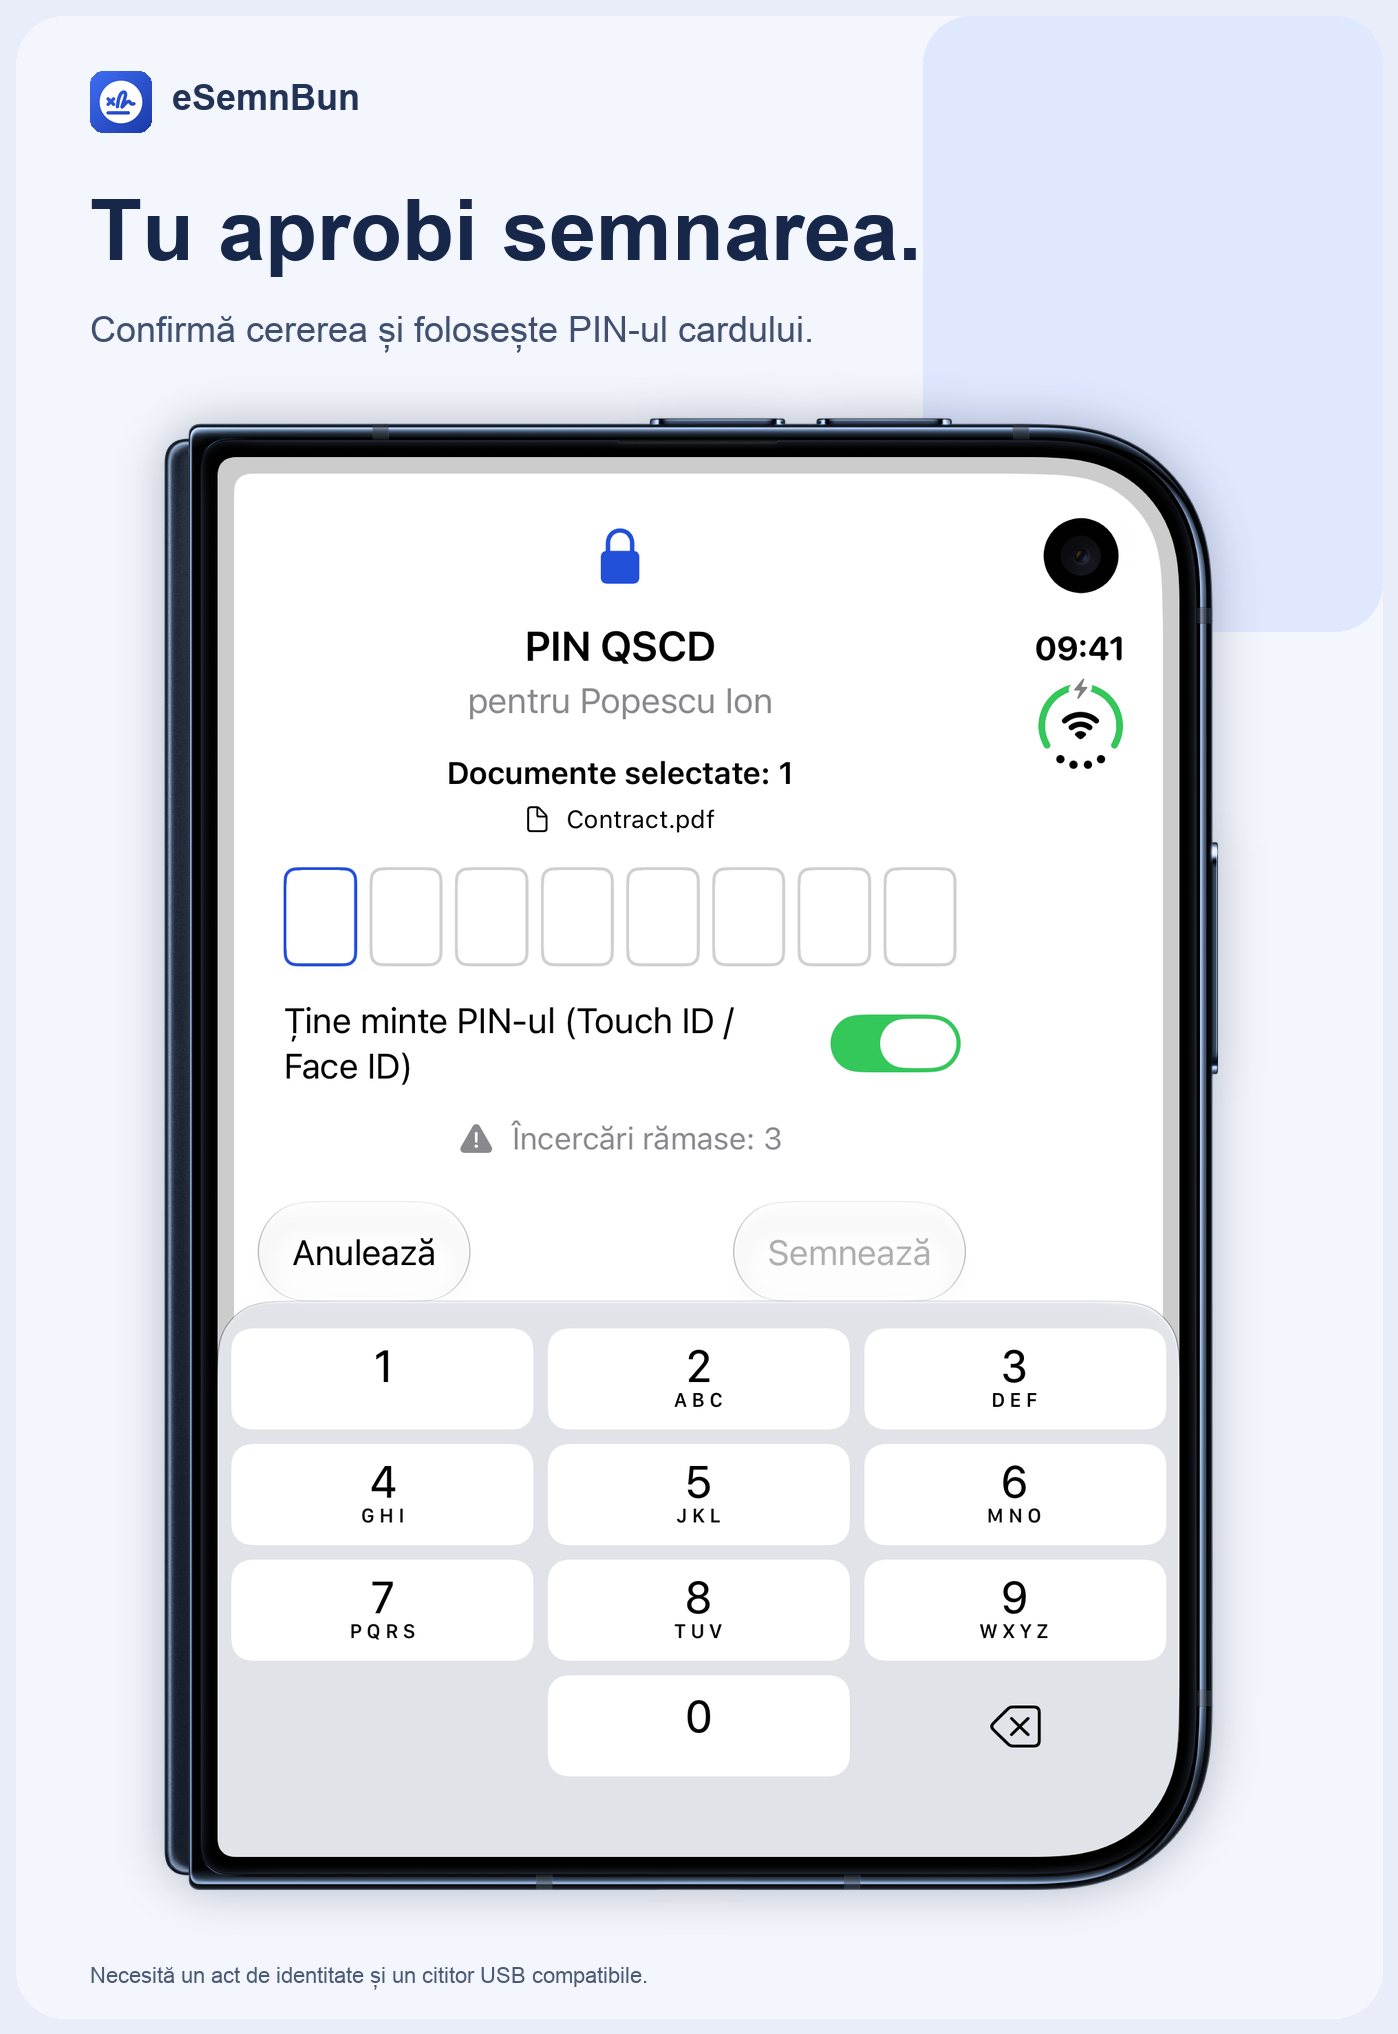 eSemnBun
Tu aprobi semnarea.
Confirmă cererea și folosește PIN-ul cardului.
09:41
PIN QSCD
pentru Popescu Ion
Documente selectate: 1
Contract.pdf
Ține minte PIN-ul (Touch ID /
Face ID)
Încercări rămase: 3
Anulează
Semnează
1
2
ABC
3
DEF
4
GHI
5
JKL
6
MNO
7
PQRS
8
TUV
9
WXYZ
0
Necesită un act de identitate și un cititor USB compatibile.